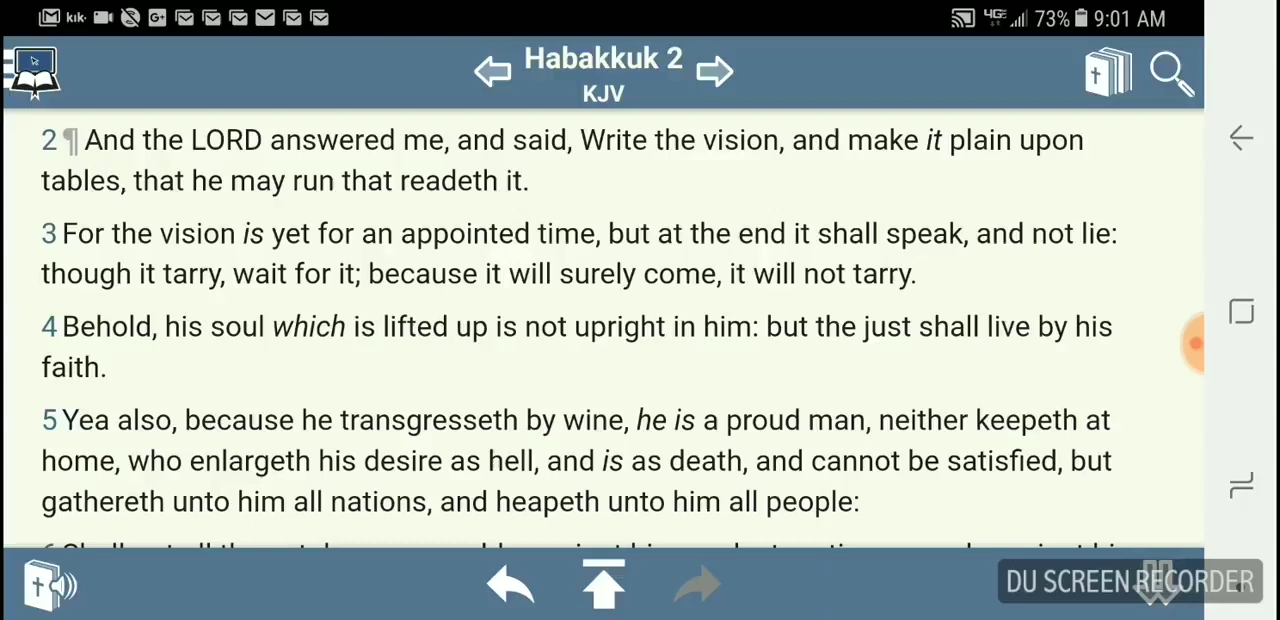 kik. G+ 4G 73% 9:01 AM
Habakkuk 2
KJV
2 ¶ And the LORD answered me, and said, Write the vision, and make it plain upon
tables, that he may run that readeth it.
3 For the vision is yet for an appointed time, but at the end it shall speak, and not lie:
though it tarry, wait for it; because it will surely come, it will not tarry.
4 Behold, his soul which is lifted up is not upright in him: but the just shall live by his
faith.
5 Yea also, because he transgresseth by wine, he is a proud man, neither keepeth at
home, who enlargeth his desire as hell, and is as death, and cannot be satisfied, but
gathereth unto him all nations, and heapeth unto him all people:
DU SCREEN RECORDER